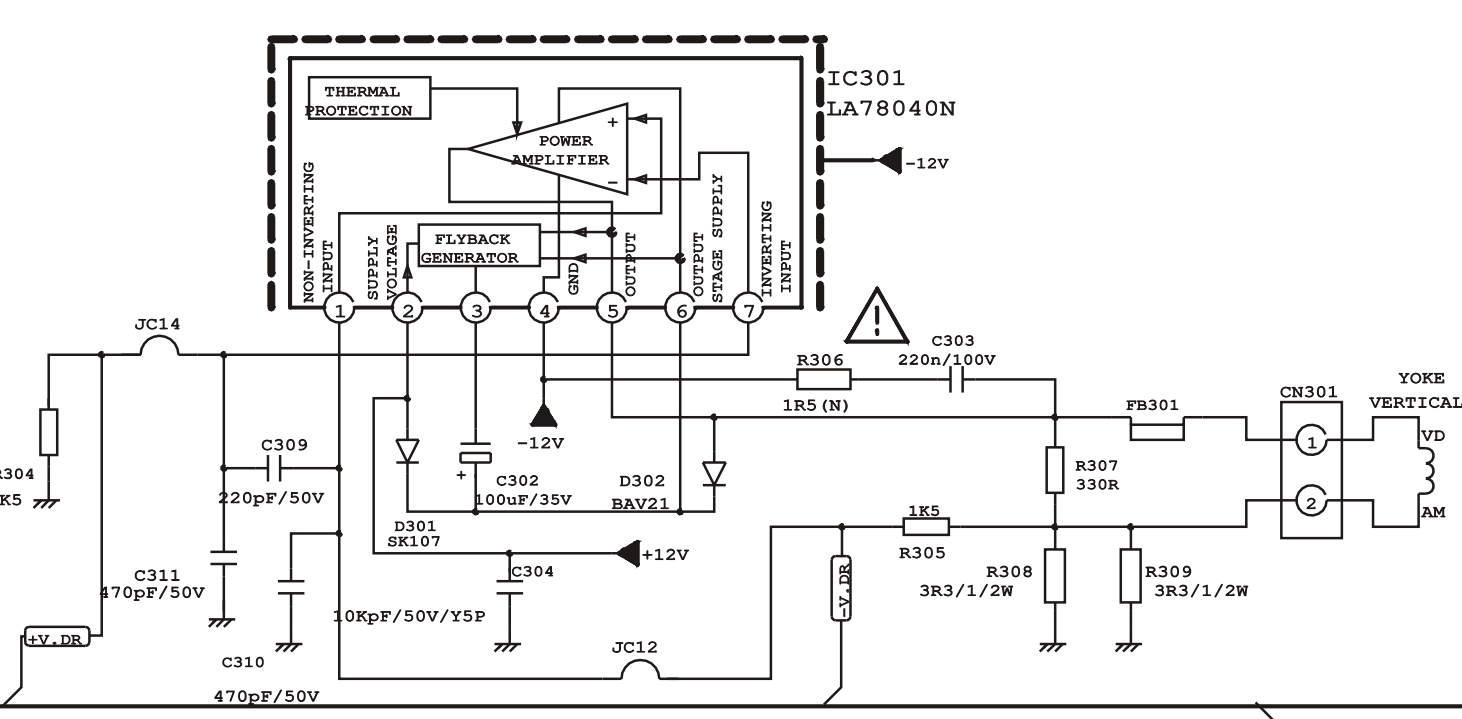 IC301
LA78040N
THERMAL
PROTECTION
+
POWER
AMPLIFIER
-
-12V
NON-INVERTING
INPUT
SUPPLY
VOLTAGE
FLYBACK
GENERATOR
GND
OUTPUT
OUTPUT
STAGE SUPPLY
INVERTING
INPUT
1
2
3
4
5
6
7
JC14
C303
220n/100V
R306
1R5(N)
YOKE
VERTICAL
CN301
FB301
1
VD
-12V
C309
220pF/50V
R304
K5
+
C302
100uF/35V
D302
BAV21
R307
330R
2
AM
D301
SK107
1K5
R305
+12V
C304
10KpF/50V/Y5P
C311
470pF/50V
-V.DR
R308
3R3/1/2W
R309
3R3/1/2W
+V.DR
JC12
C310
470pF/50V